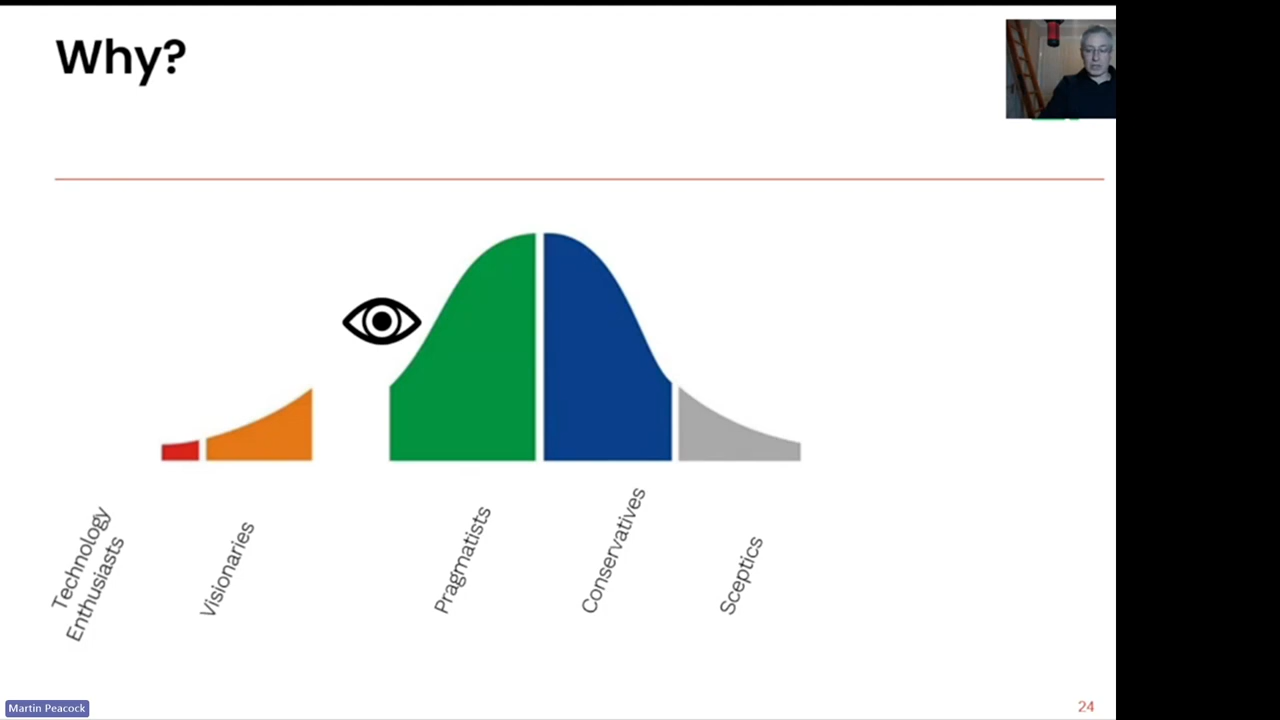 Why?
Technology
Enthusiasts
Visionaries
Pragmatists
Conservatives
Sceptics
Martin Peacock
24